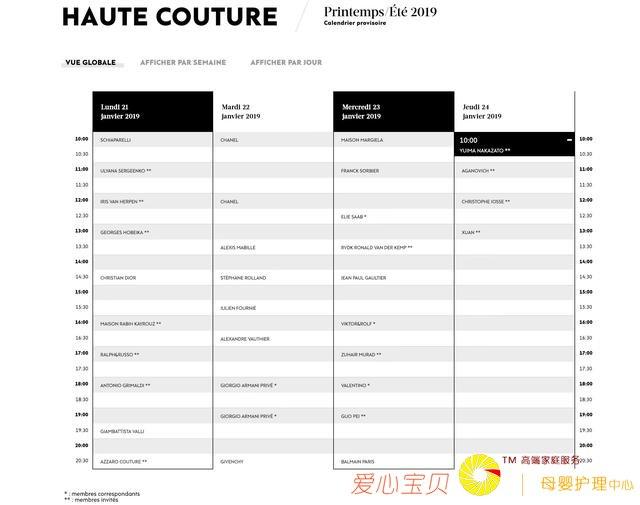 HAUTE COUTURE
Printemps/Été 2019
Calendrier provisoire
VUE GLOBALE AFFICHER PAR SEMAINE AFFICHER PAR JOUR
Lundi 21 janvier 2019
Mardi 22 janvier 2019
Mercredi 23 janvier 2019
Jeudi 24 janvier 2019
10:00 SCHIAPARELLI CHANEL MAISON MARGIELA 10:00 – 10:00
10:30 YUIMA NAKAZATO ** 10:30
11:00 ULYANA SERGEENKO ** FRANCK SORBIER AGANOVICH ** 11:00
11:30 11:30
12:00 IRIS VAN HERPEN ** CHANEL CHRISTOPHE JOSSE ** 12:00
12:30 ELIE SAAB * 12:30
13:00 GEORGES HOBEIKA ** XUAN ** 13:00
13:30 ALEXIS MABILLE RVDK RONALD VAN DER KEMP ** 13:30
14:00 14:00
14:30 CHRISTIAN DIOR STÉPHANE ROLLAND JEAN PAUL GAULTIER 14:30
15:00 15:00
15:30 JULIEN FOURNIÉ 15:30
16:00 MAISON RABIH KAYROUZ ** VIKTOR&ROLF * 16:00
16:30 ALEXANDRE VAUTHIER 16:30
17:00 RALPH&RUSSO ** ZUHAIR MURAD ** 17:00
17:30 17:30
18:00 ANTONIO GRIMALDI ** GIORGIO ARMANI PRIVÉ * VALENTINO * 18:00
18:30 18:30
19:00 GIORGIO ARMANI PRIVÉ * GUO PEI ** 19:00
19:30 GIAMBATTISTA VALLI 19:30
20:00 20:00
20:30 AZZARO COUTURE ** GIVENCHY BALMAIN PARIS 20:30
* : membres correspondants
** : membres invités
爱心宝贝 TM 高端家庭服务
母婴护理中心